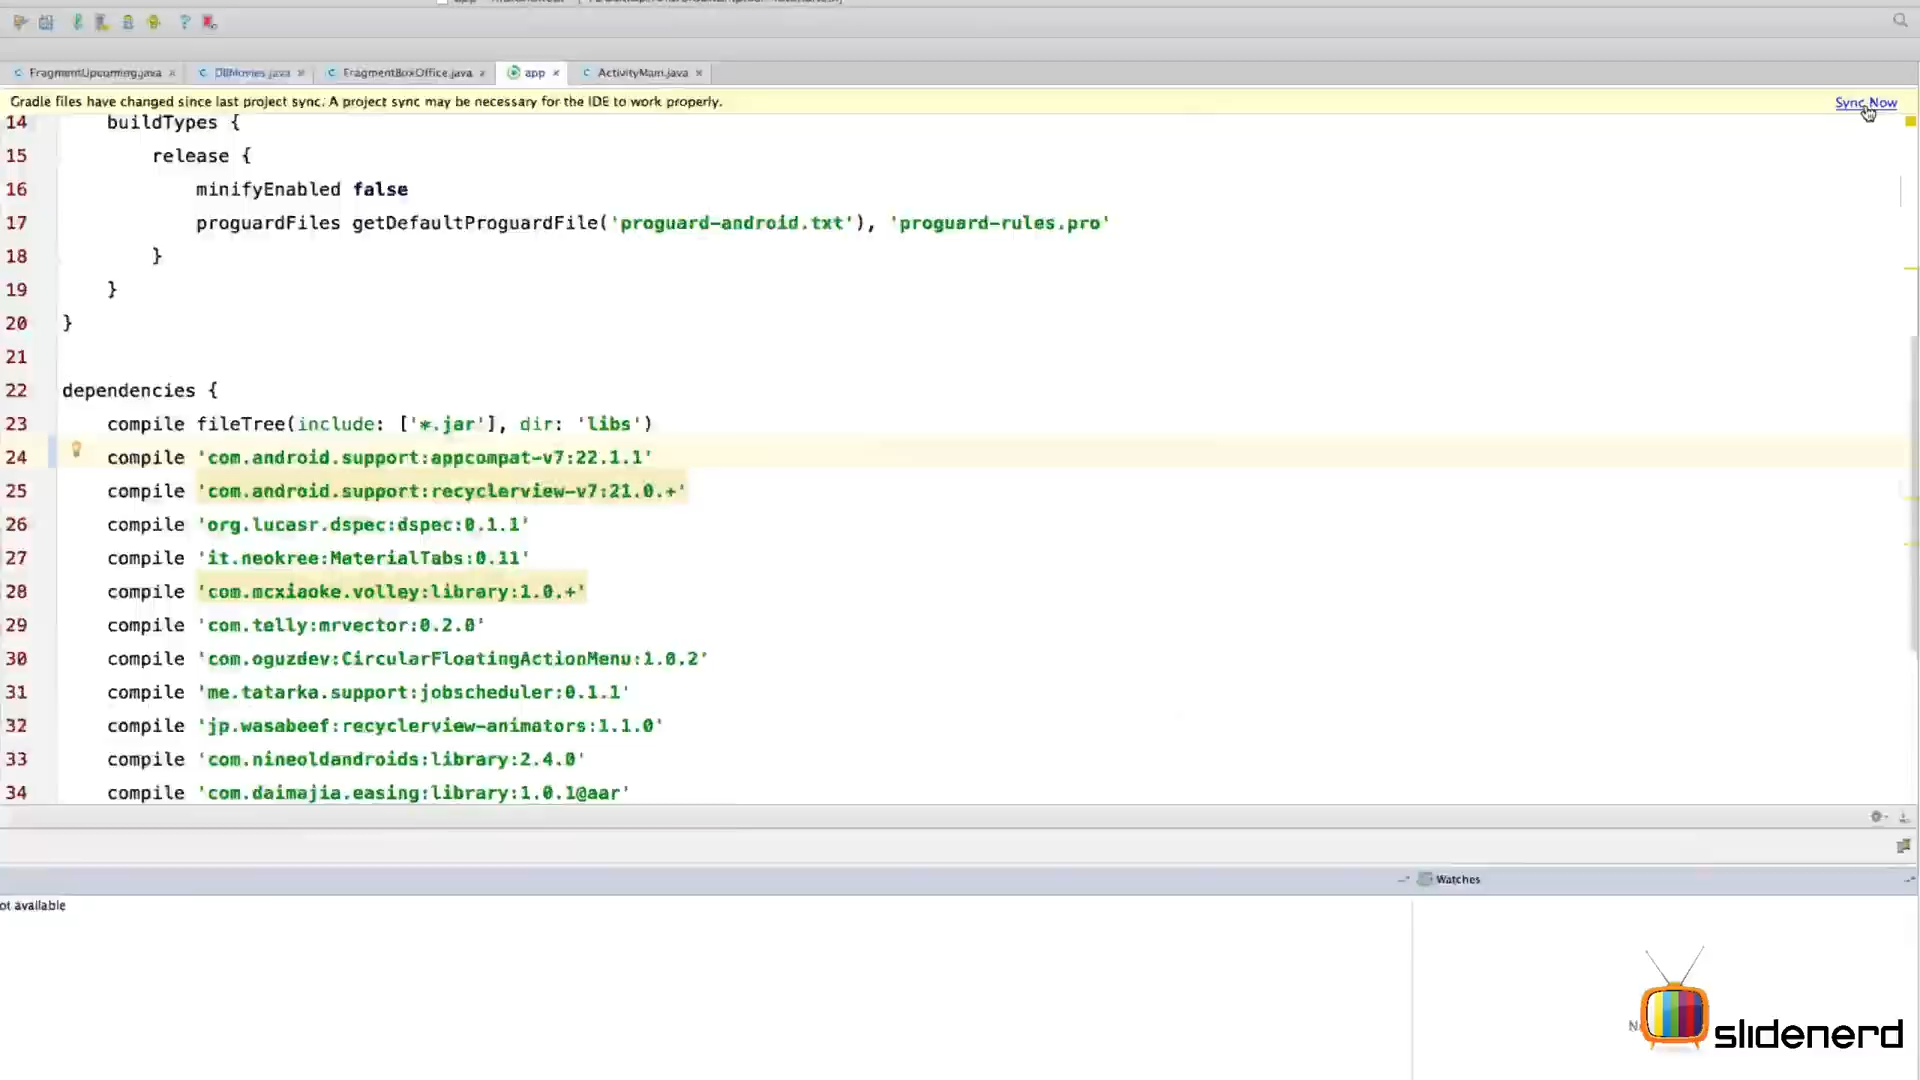 FragmentUpcoming.java
DBMovies.java
FragmentBoxOffice.java
app
ActivityMain.java
Gradle files have changed since last project sync. A project sync may be necessary for the IDE to work properly.
Sync Now
14 buildTypes {
15 release {
16 minifyEnabled false
17 proguardFiles getDefaultProguardFile('proguard-android.txt'), 'proguard-rules.pro'
18 }
19 }
20 }
21
22 dependencies {
23 compile fileTree(include: ['*.jar'], dir: 'libs')
24 compile 'com.android.support:appcompat-v7:22.1.1'
25 compile 'com.android.support:recyclerview-v7:21.0.+'
26 compile 'org.lucasr.dspec:dspec:0.1.1'
27 compile 'it.neokree:MaterialTabs:0.11'
28 compile 'com.mcxiaoke.volley:library:1.0.+'
29 compile 'com.telly:mrvector:0.2.0'
30 compile 'com.oguzdev:CircularFloatingActionMenu:1.0.2'
31 compile 'me.tatarka.support:jobscheduler:0.1.1'
32 compile 'jp.wasabeef:recyclerview-animators:1.1.0'
33 compile 'com.nineoldandroids:library:2.4.0'
34 compile 'com.daimajia.easing:library:1.0.1@aar'
Watches
ot available
slidenerd